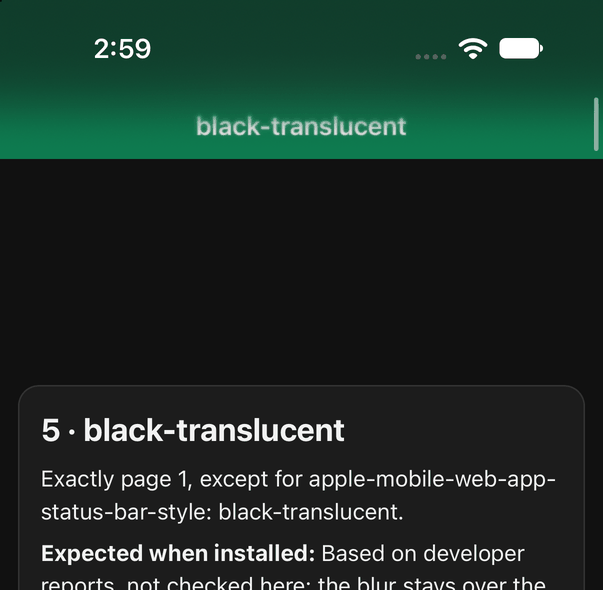 2:59
black-translucent
5 · black-translucent
Exactly page 1, except for apple-mobile-web-app-
status-bar-style: black-translucent.
Expected when installed: Based on developer
reports, not checked here: the blur stays over the